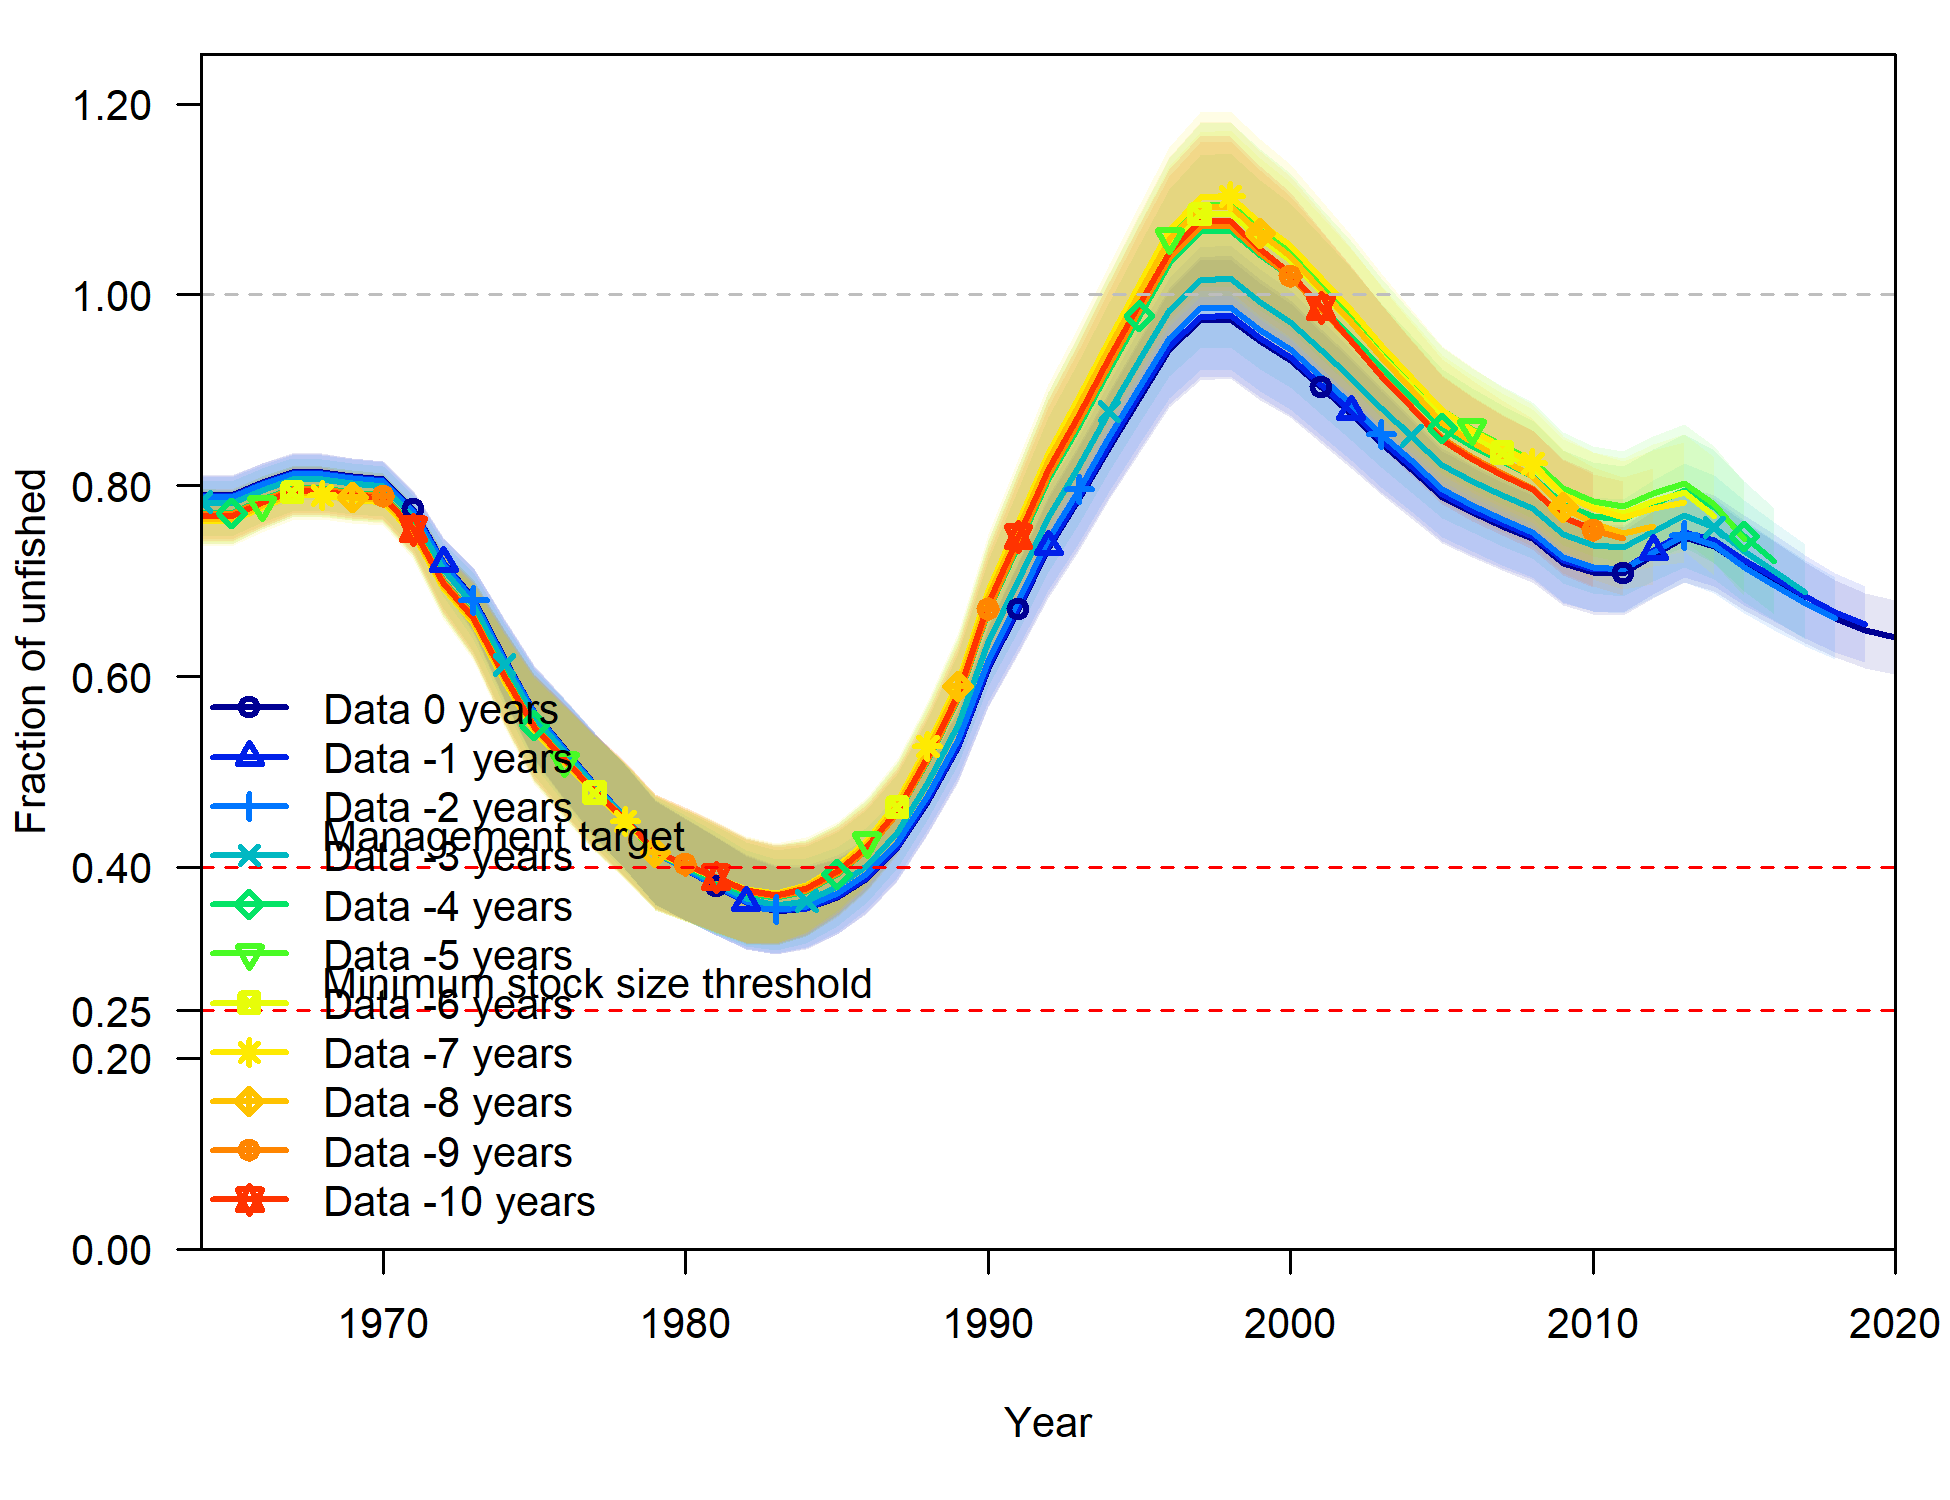 1.20
1.00
0.80
0.60
0.40
0.25
0.20
0.00
Fraction of unfished
Data 0 years
Data -1 years
Data -2 years
Management target
Data -3 years
Data -4 years
Data -5 years
Minimum stock size threshold
Data -6 years
Data -7 years
Data -8 years
Data -9 years
Data -10 years
1970 1980 1990 2000 2010 2020
Year